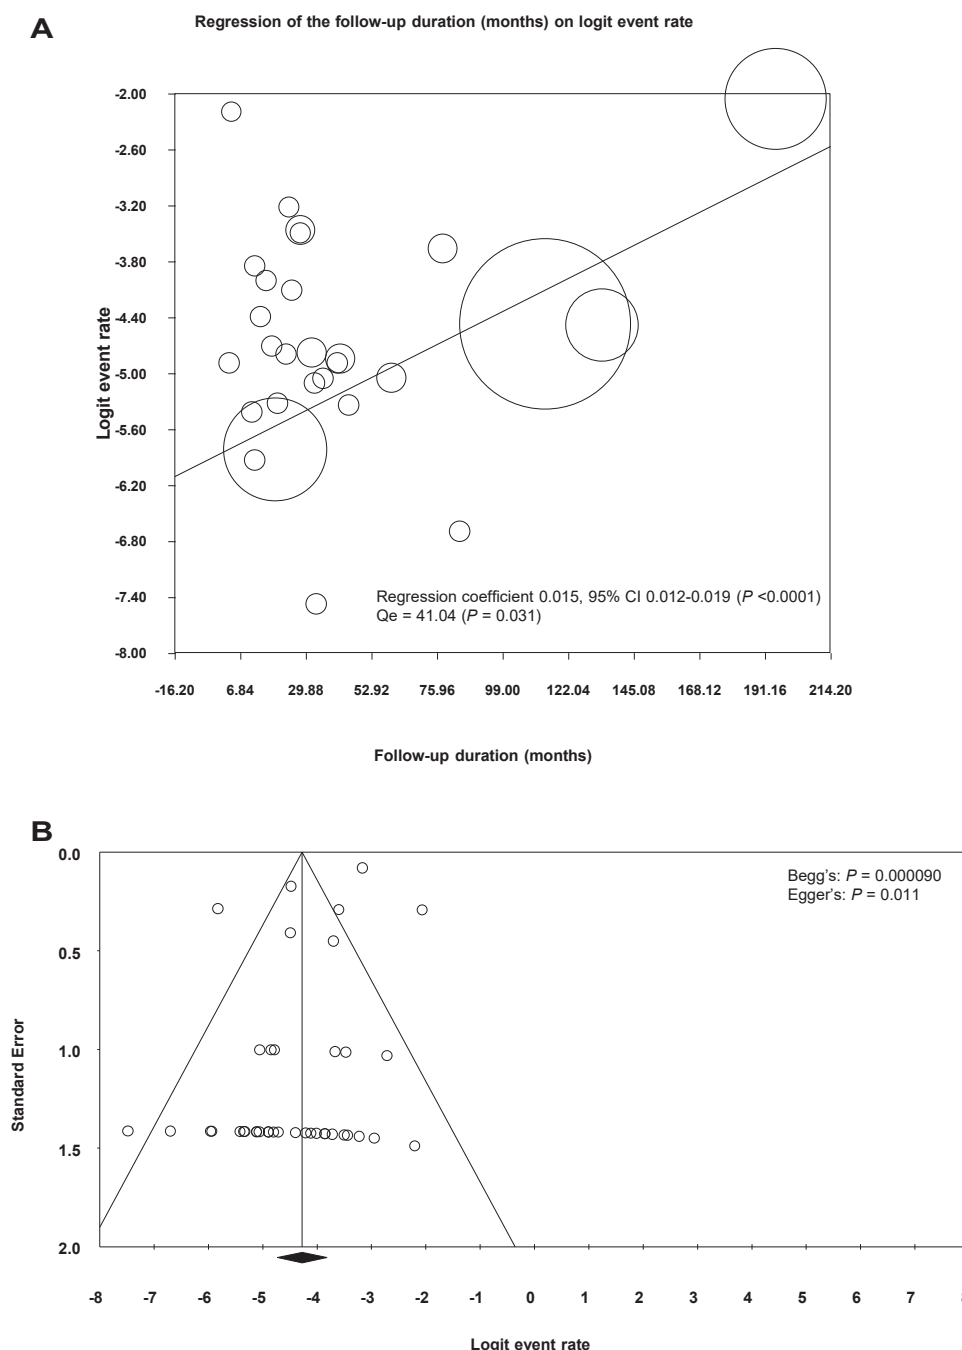 A
Regression of the follow-up duration (months) on logit event rate
-2.00
-2.60
-3.20
-3.80
-4.40
-5.00
-5.60
-6.20
-6.80
-7.40
-8.00
Logit event rate
Regression coefficient 0.015, 95% CI 0.012-0.019 (P <0.0001)
Qe = 41.04 (P = 0.031)
-16.20 6.84 29.88 52.92 75.96 99.00 122.04 145.08 168.12 191.16 214.20
Follow-up duration (months)
B
0.0
0.5
1.0
1.5
2.0
Standard Error
Begg's: P = 0.000090
Egger's: P = 0.011
-8 -7 -6 -5 -4 -3 -2 -1 0 1 2 3 4 5 6 7
Logit event rate